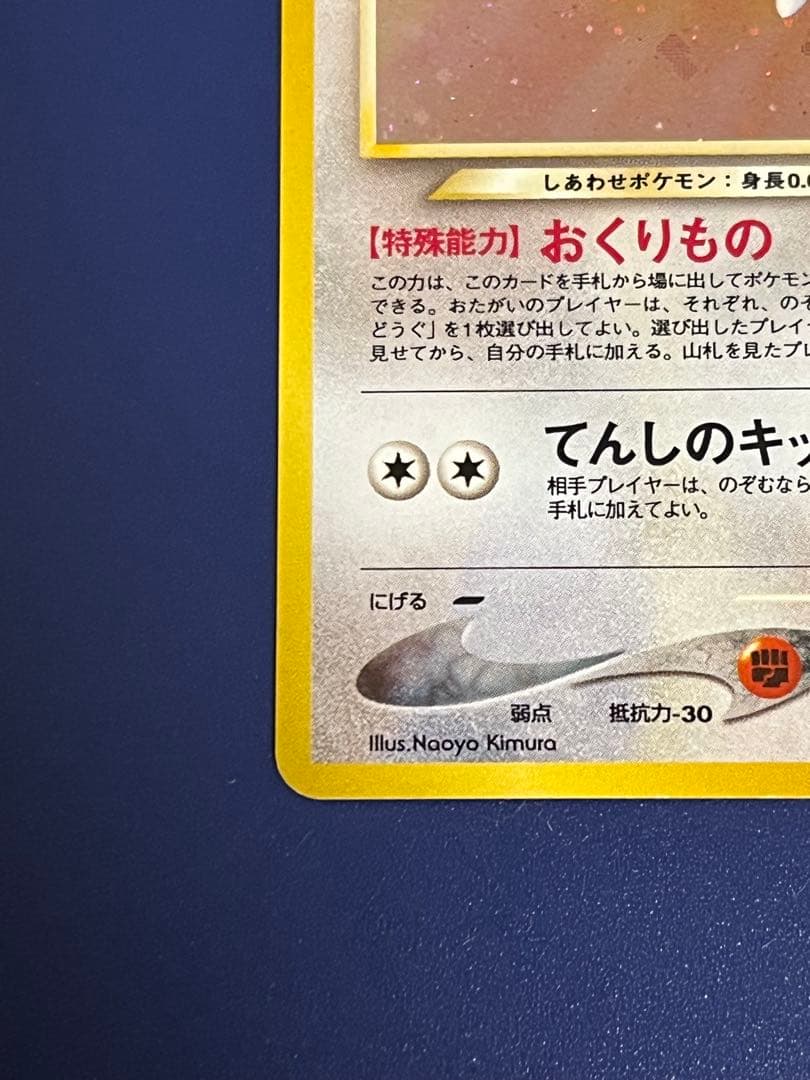 しあわせポケモン：身長0.
【特殊能力】おくりもの
この力は、このカードを手札から場に出してポケモン
できる。おたがいのプレイヤーは、それぞれ、のぞ
どうぐ」を1枚選び出してよい。選び出したプレイ
見せてから、自分の手札に加える。山札を見たプレ
てんしのキッ
相手プレイヤーは、のぞむなら
手札に加えてよい。
にげる
弱点 抵抗力-30
Illus.Naoyo Kimura